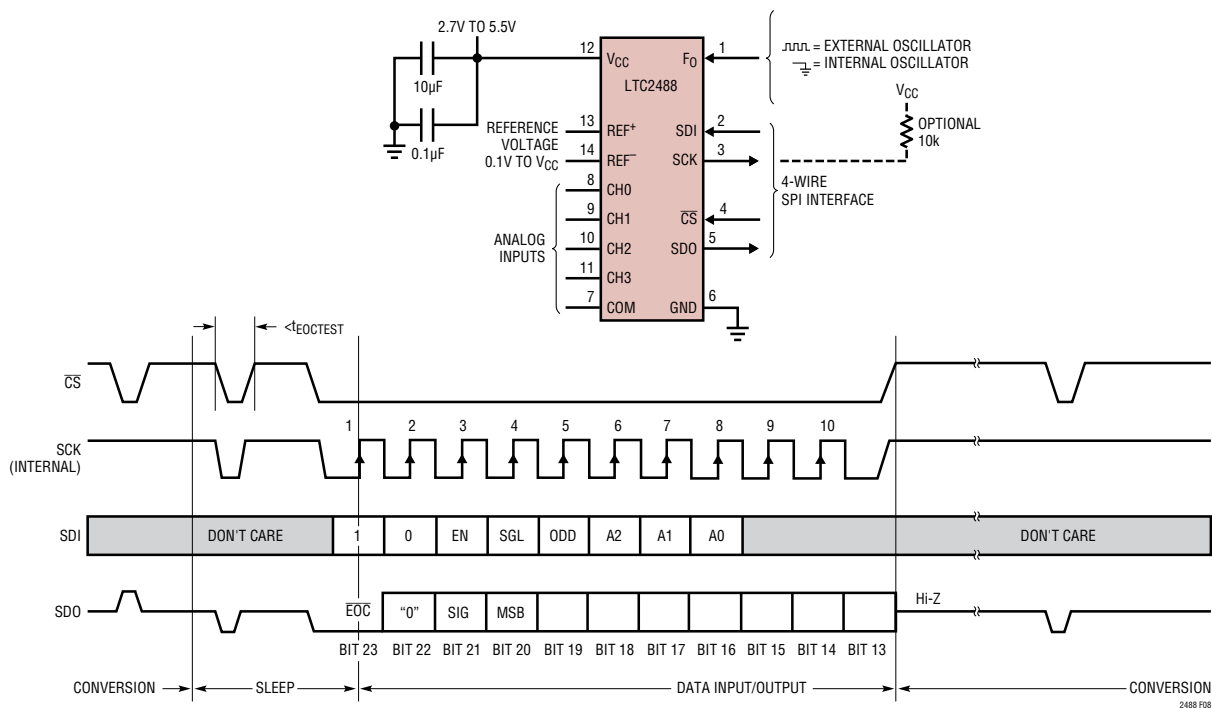 2.7V TO 5.5V
10µF
0.1µF
REFERENCE
VOLTAGE
0.1V TO VCC
ANALOG
INPUTS
12 VCC
13 REF+
14 REF–
8 CH0
9 CH1
10 CH2
11 CH3
7 COM
LTC2488
FO 1
SDI 2
SCK 3
CS 4
SDO 5
GND 6
= EXTERNAL OSCILLATOR
= INTERNAL OSCILLATOR
VCC
OPTIONAL
10k
4-WIRE
SPI INTERFACE
<tEOCTEST
CS
1 2 3 4 5 6 7 8 9 10
SCK
(INTERNAL)
SDI DON'T CARE 1 0 EN SGL ODD A2 A1 A0 DON'T CARE
SDO EOC "0" SIG MSB Hi-Z
BIT 23 BIT 22 BIT 21 BIT 20 BIT 19 BIT 18 BIT 17 BIT 16 BIT 15 BIT 14 BIT 13
CONVERSION SLEEP DATA INPUT/OUTPUT CONVERSION
2488 F08